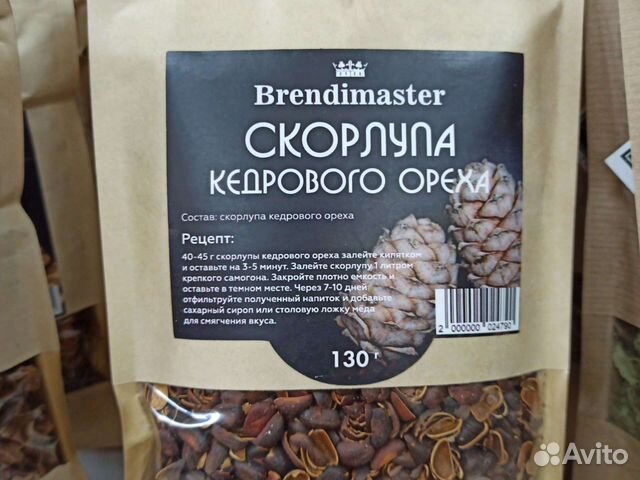 Brendimaster
СКОРЛУПА
КЕДРОВОГО ОРЕХА
Состав: скорлупа кедрового ореха
Рецепт:
40-45 г скорлупы кедрового ореха залейте кипятком
и оставьте на 3-5 минут. Залейте скорлупу 1 литром
крепкого самогона. Закройте плотно емкость и
оставьте в темном месте. Через 7-10 дней
отфильтруйте полученный напиток и добавьте
сахарный сироп или столовую ложку мёда
для смягчения вкуса.
2 000000 024790
130 г
Avito